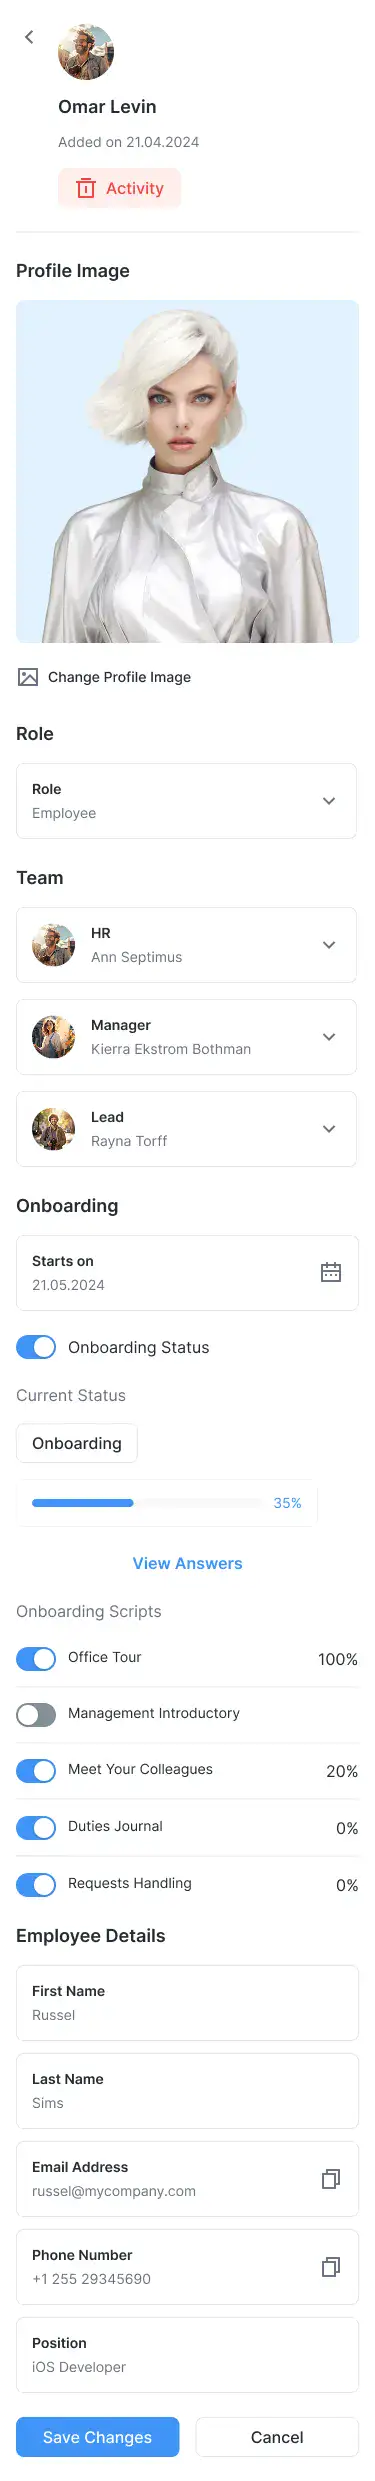 Omar Levin
Added on 21.04.2024
Activity
Profile Image
Change Profile Image
Role
Role
Employee
Team
HR
Ann Septimus
Manager
Kierra Ekstrom Bothman
Lead
Rayna Torff
Onboarding
Starts on
21.05.2024
Onboarding Status
Current Status
Onboarding
35%
View Answers
Onboarding Scripts
Office Tour 100%
Management Introductory
Meet Your Colleagues 20%
Duties Journal 0%
Requests Handling 0%
Employee Details
First Name
Russel
Last Name
Sims
Email Address
russel@mycompany.com
Phone Number
+1 255 29345690
Position
iOS Developer
Save Changes Cancel